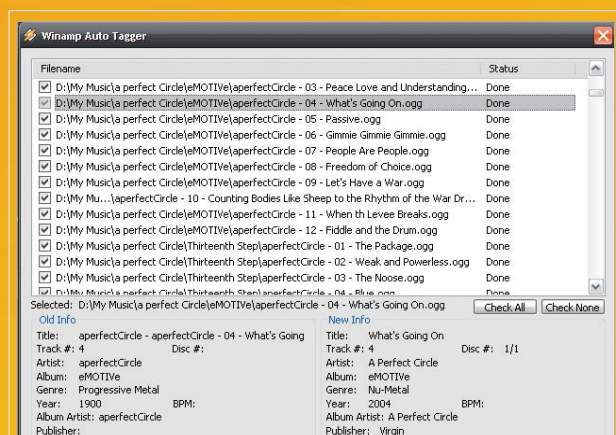 Winamp Auto Tagger
Filename Status
D:\My Music\a perfect Circle\eMOTIVe\aperfectCircle - 03 - Peace Love and Understanding... Done
D:\My Music\a perfect Circle\eMOTIVe\aperfectCircle - 04 - What's Going On.ogg Done
D:\My Music\a perfect Circle\eMOTIVe\aperfectCircle - 05 - Passive.ogg Done
D:\My Music\a perfect Circle\eMOTIVe\aperfectCircle - 06 - Gimmie Gimmie Gimmie.ogg Done
D:\My Music\a perfect Circle\eMOTIVe\aperfectCircle - 07 - People Are People.ogg Done
D:\My Music\a perfect Circle\eMOTIVe\aperfectCircle - 08 - Freedom of Choice.ogg Done
D:\My Music\a perfect Circle\eMOTIVe\aperfectCircle - 09 - Let's Have a War.ogg Done
D:\My Mu...\aperfectCircle - 10 - Counting Bodies Like Sheep to the Rhythm of the War Dr... Done
D:\My Music\a perfect Circle\eMOTIVe\aperfectCircle - 11 - When th Levee Breaks.ogg Done
D:\My Music\a perfect Circle\eMOTIVe\aperfectCircle - 12 - Fiddle and the Drum.ogg Done
D:\My Music\a perfect Circle\Thirteenth Step\aperfectCircle - 01 - The Package.ogg Done
D:\My Music\a perfect Circle\Thirteenth Step\aperfectCircle - 02 - Weak and Powerless.ogg Done
D:\My Music\a perfect Circle\Thirteenth Step\aperfectCircle - 03 - The Noose.ogg Done
D:\My Music\a perfect Circle\Thirteenth Step\aperfectCircle - 04 - Blue.ogg Done
Selected: D:\My Music\a perfect Circle\eMOTIVe\aperfectCircle - 04 - What's Going On.ogg Check All Check None
Old Info
Title: aperfectCircle - aperfectCircle - 04 - What's Going
Track #: 4 Disc #:
Artist: aperfectCircle
Album: eMOTIVe
Genre: Progressive Metal
Year: 1900 BPM:
Album Artist: aperfectCircle
Publisher:
New Info
Title: What's Going On
Track #: 4 Disc #: 1/1
Artist: A Perfect Circle
Album: eMOTIVe
Genre: Nu-Metal
Year: 2004 BPM:
Album Artist: A Perfect Circle
Publisher: Virgin